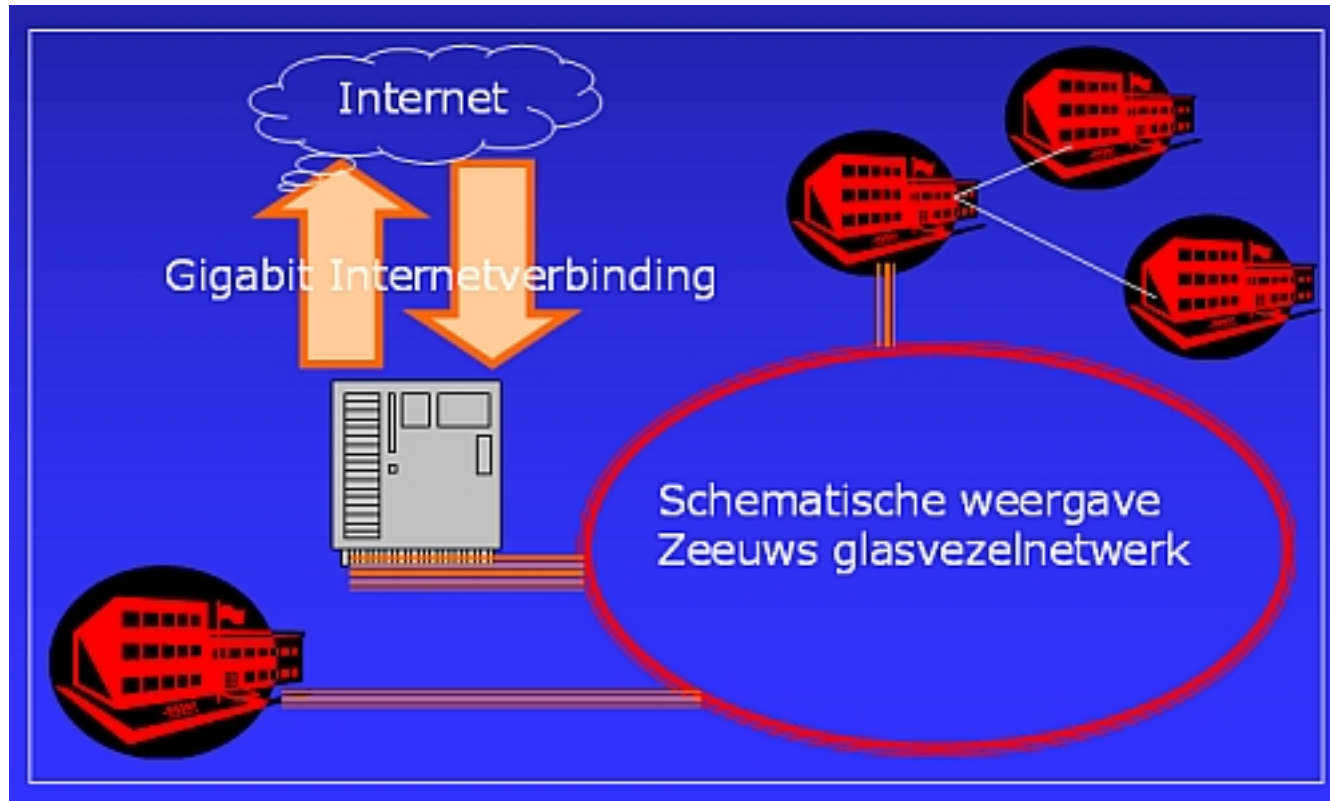 Internet
Gigabit Internetverbinding
Schematische weergave
Zeeuws glasvezelnetwerk